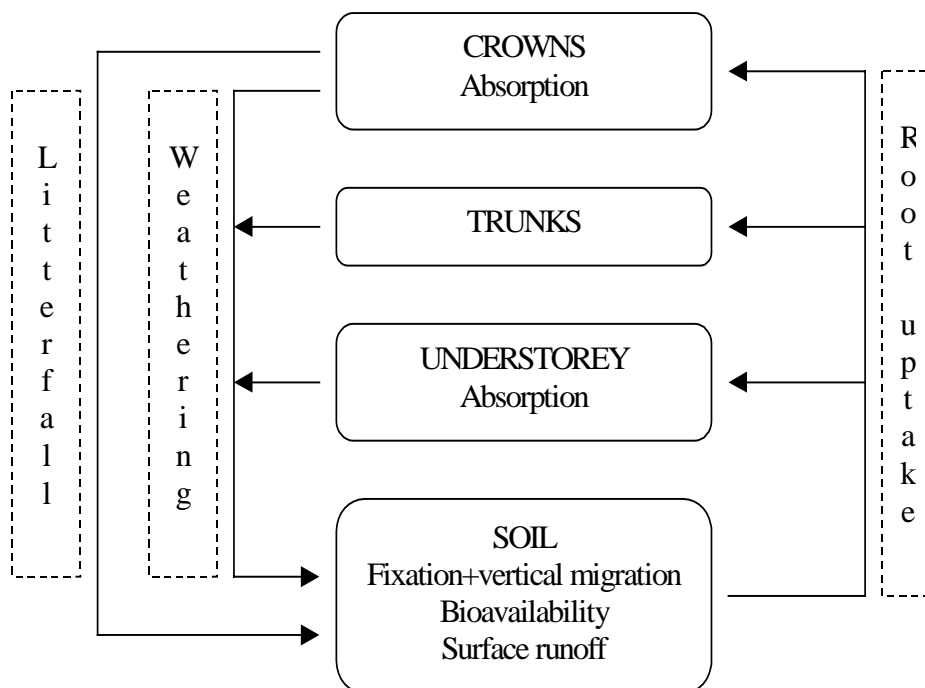 CROWNS
Absorption
Litterfall
Weathering
Root uptake
TRUNKS
UNDERSTOREY
Absorption
SOIL
Fixation+vertical migration
Bioavailability
Surface runoff